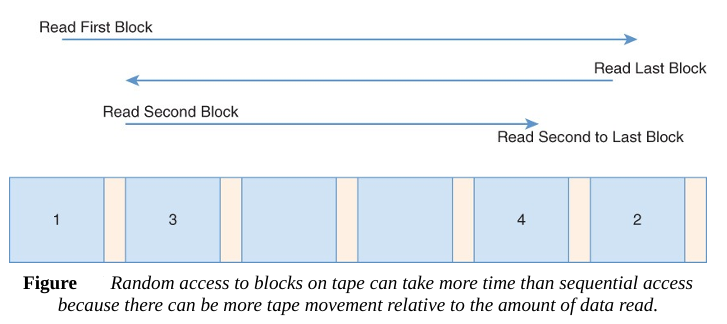 Read First Block
Read Last Block
Read Second Block
Read Second to Last Block
1 3 4 2
Figure Random access to blocks on tape can take more time than sequential access
because there can be more tape movement relative to the amount of data read.